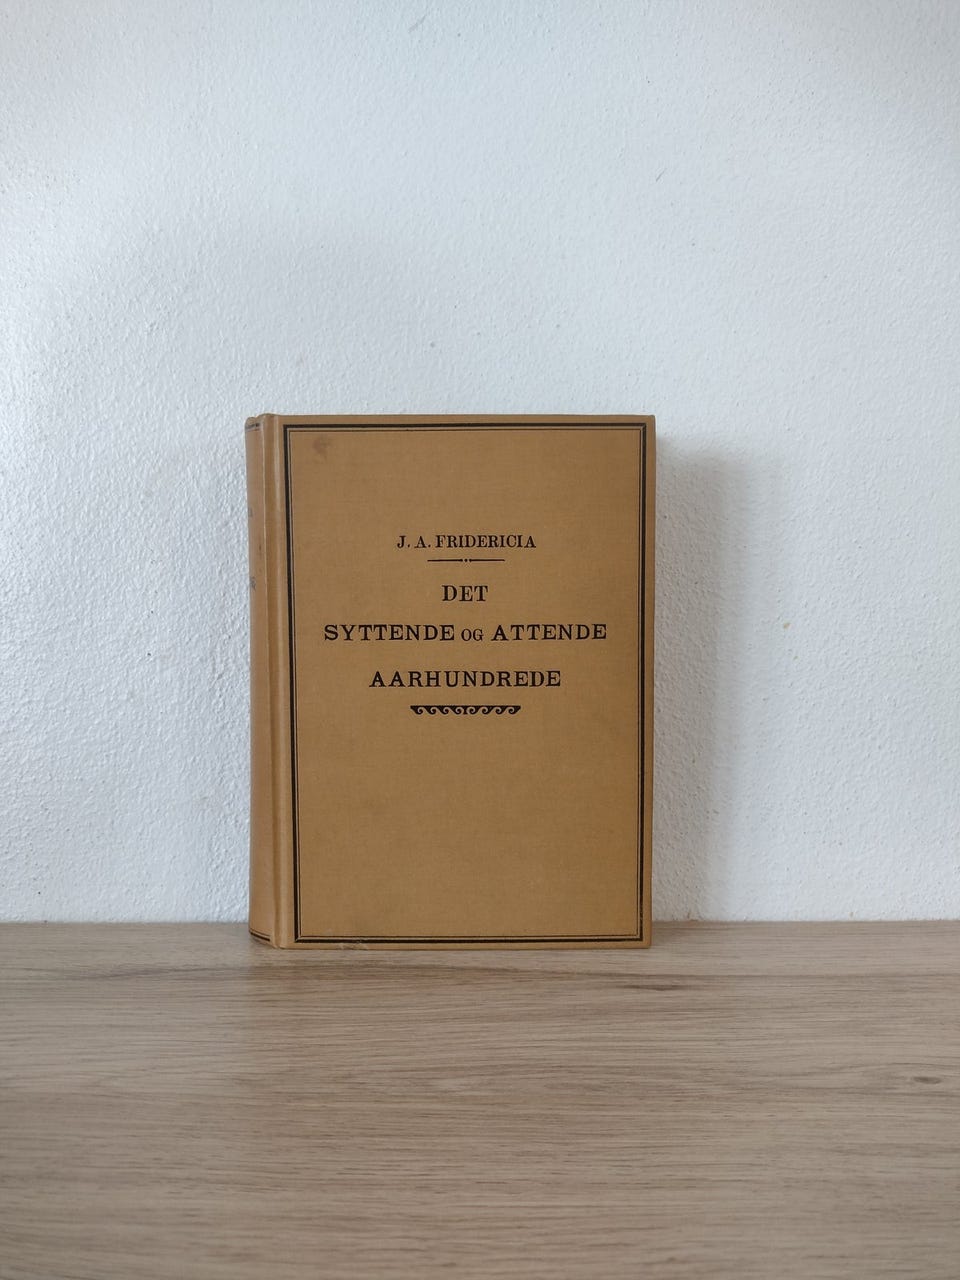 J. A. FRIDERICIA
DET
SYTTENDE OG ATTENDE
AARHUNDREDE